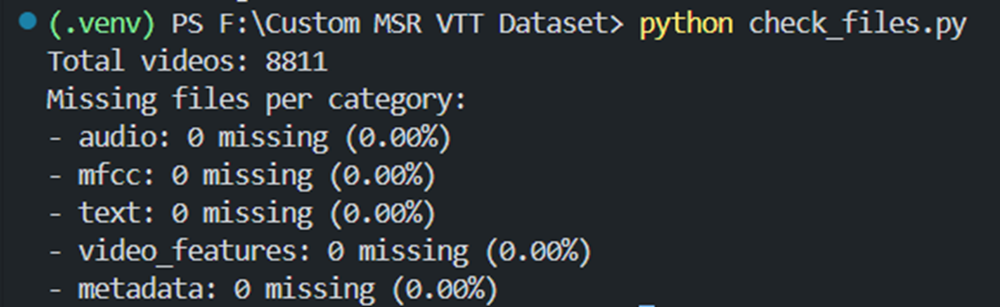 (.venv) PS F:\Custom MSR VTT Dataset> python check_files.py
Total videos: 8811
Missing files per category:
- audio: 0 missing (0.00%)
- mfcc: 0 missing (0.00%)
- text: 0 missing (0.00%)
- video_features: 0 missing (0.00%)
- metadata: 0 missing (0.00%)